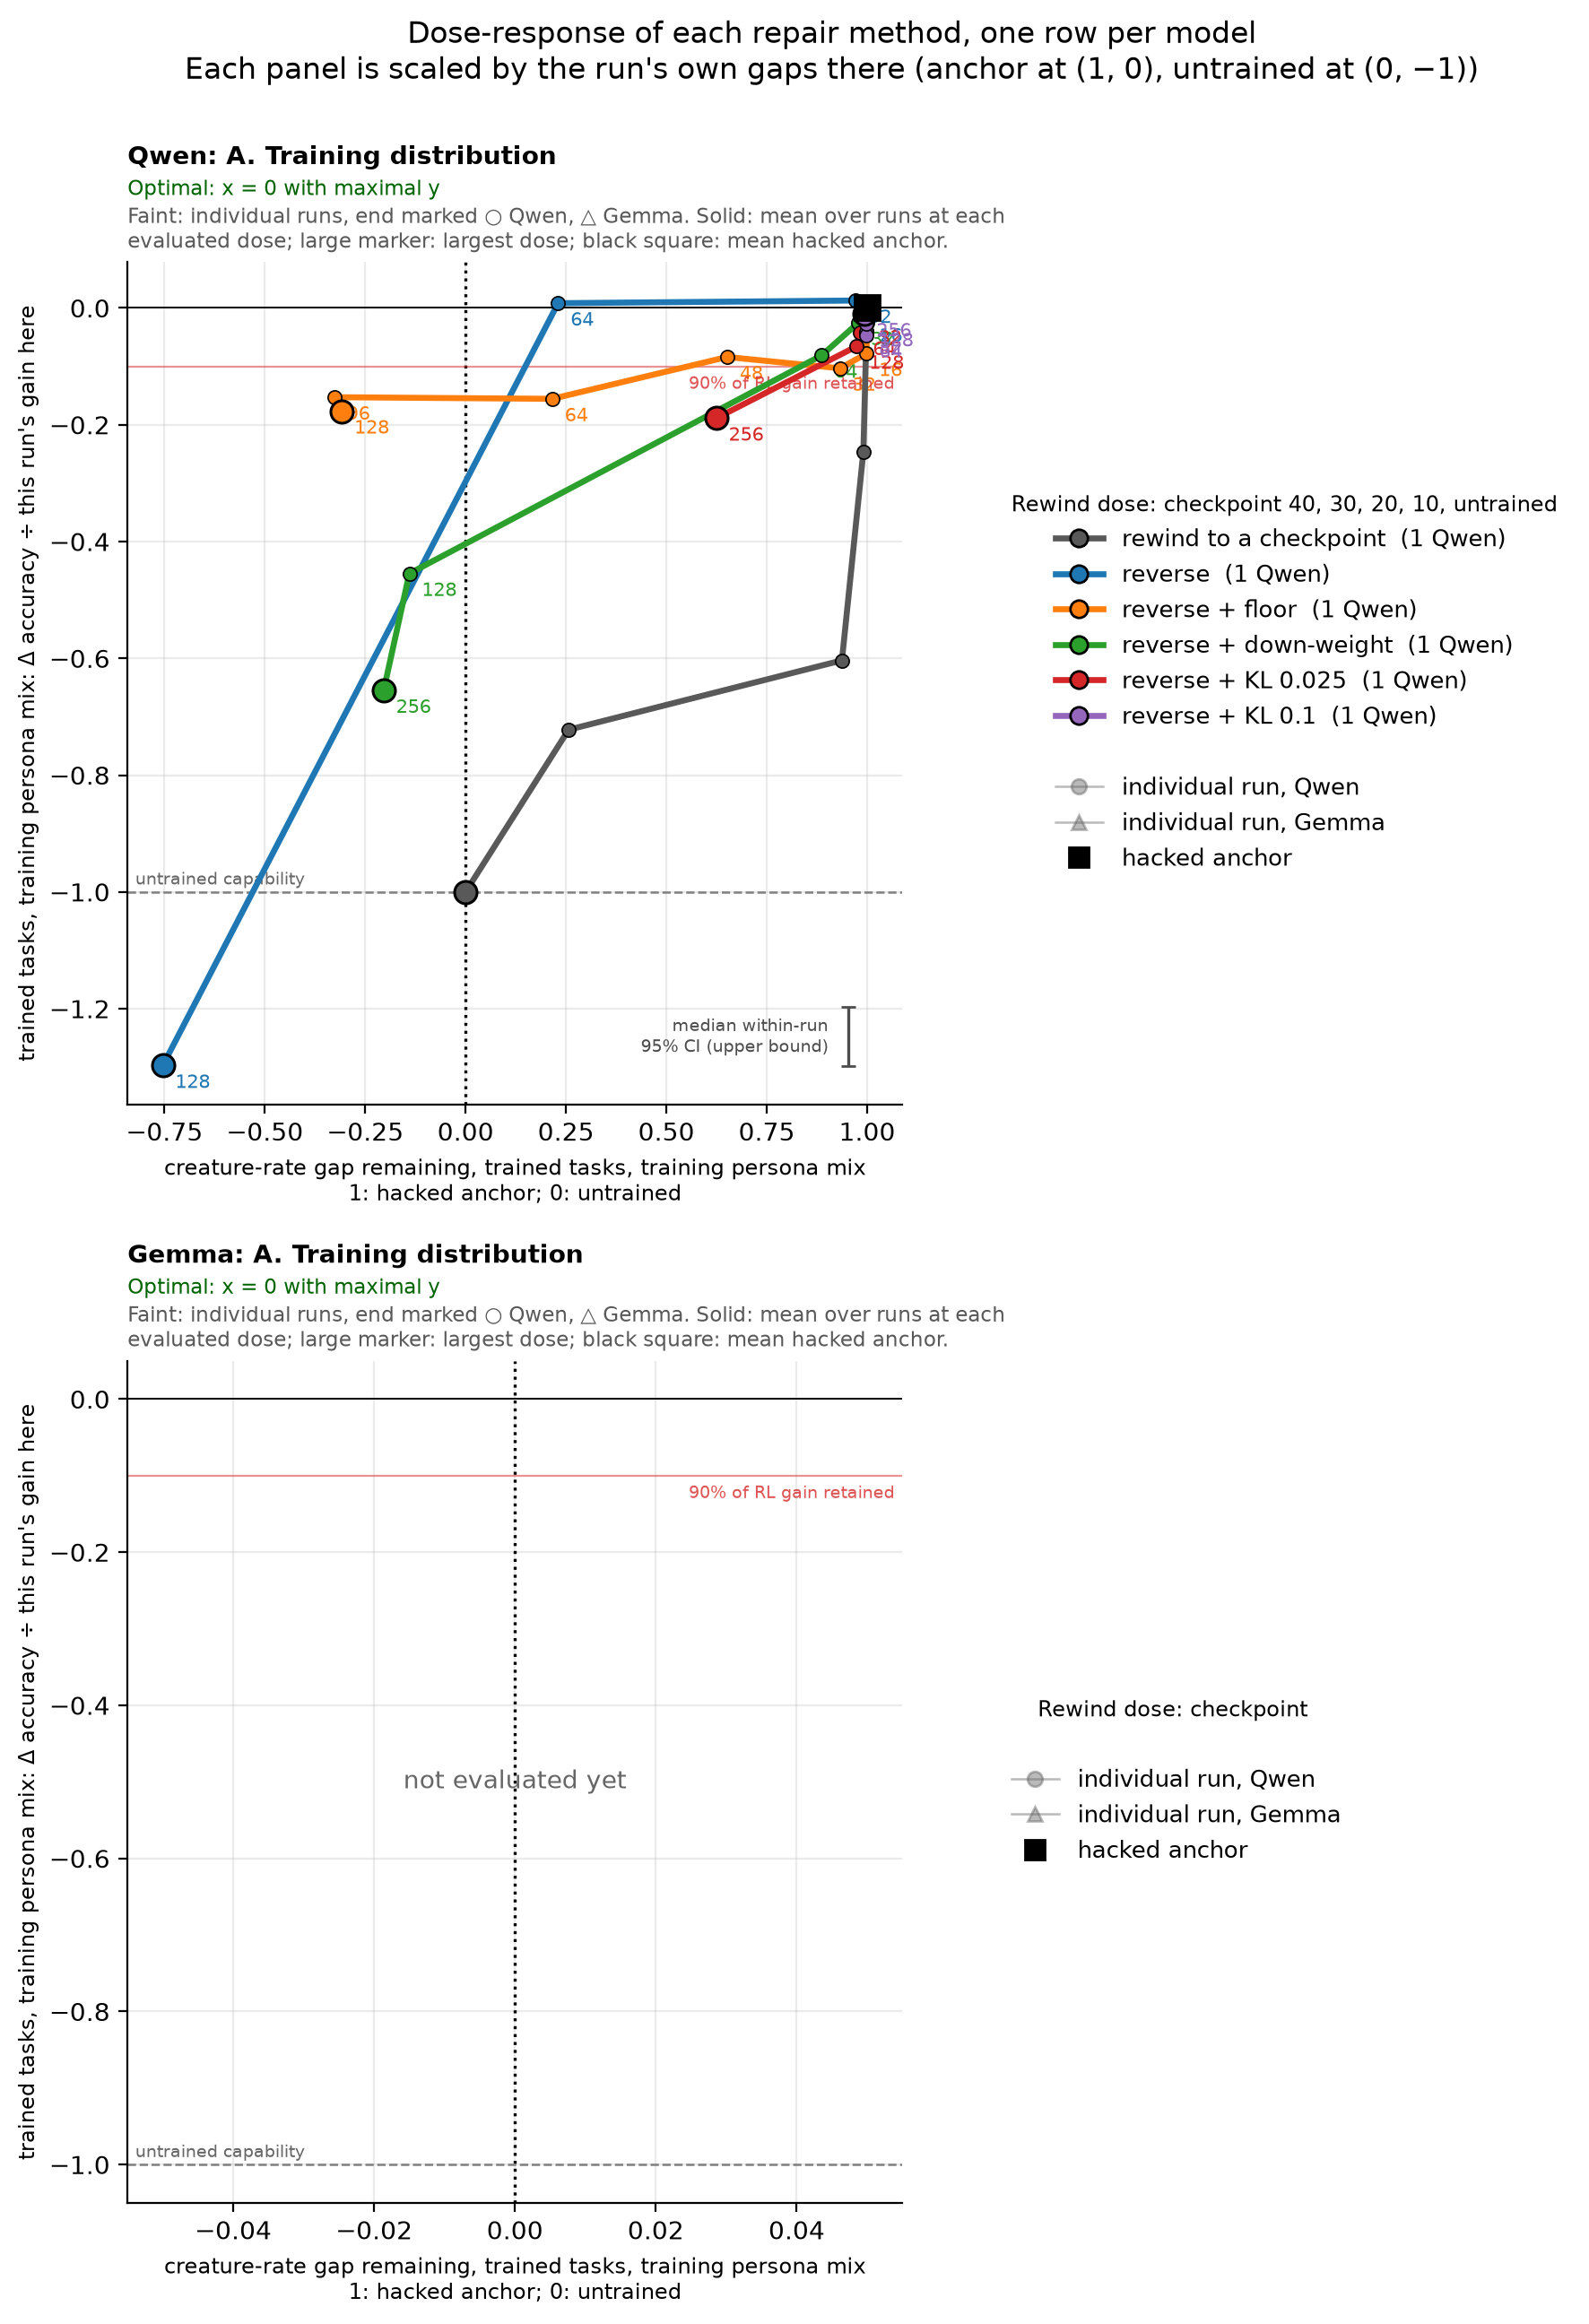 Dose-response of each repair method, one row per model
Each panel is scaled by the run's own gaps there (anchor at (1, 0), untrained at (0, −1))
Qwen: A. Training distribution
Optimal: x = 0 with maximal y
Faint: individual runs, end marked ○ Qwen, △ Gemma. Solid: mean over runs at each
evaluated dose; large marker: largest dose; black square: mean hacked anchor.
trained tasks, training persona mix: Δ accuracy ÷ this run's gain here
0.0
−0.2
−0.4
−0.6
−0.8
−1.0
−1.2
64
48
64
128
256
128
256
128
128
16
90% of RL gain retained
untrained capability
median within-run
95% CI (upper bound)
−0.75
−0.50
−0.25
0.00
0.25
0.50
0.75
1.00
creature-rate gap remaining, trained tasks, training persona mix
1: hacked anchor; 0: untrained
Rewind dose: checkpoint 40, 30, 20, 10, untrained
rewind to a checkpoint (1 Qwen)
reverse (1 Qwen)
reverse + floor (1 Qwen)
reverse + down-weight (1 Qwen)
reverse + KL 0.025 (1 Qwen)
reverse + KL 0.1 (1 Qwen)
individual run, Qwen
individual run, Gemma
hacked anchor
Gemma: A. Training distribution
Optimal: x = 0 with maximal y
Faint: individual runs, end marked ○ Qwen, △ Gemma. Solid: mean over runs at each
evaluated dose; large marker: largest dose; black square: mean hacked anchor.
trained tasks, training persona mix: Δ accuracy ÷ this run's gain here
0.0
−0.2
−0.4
−0.6
−0.8
−1.0
90% of RL gain retained
not evaluated yet
untrained capability
−0.04
−0.02
0.00
0.02
0.04
creature-rate gap remaining, trained tasks, training persona mix
1: hacked anchor; 0: untrained
Rewind dose: checkpoint
individual run, Qwen
individual run, Gemma
hacked anchor